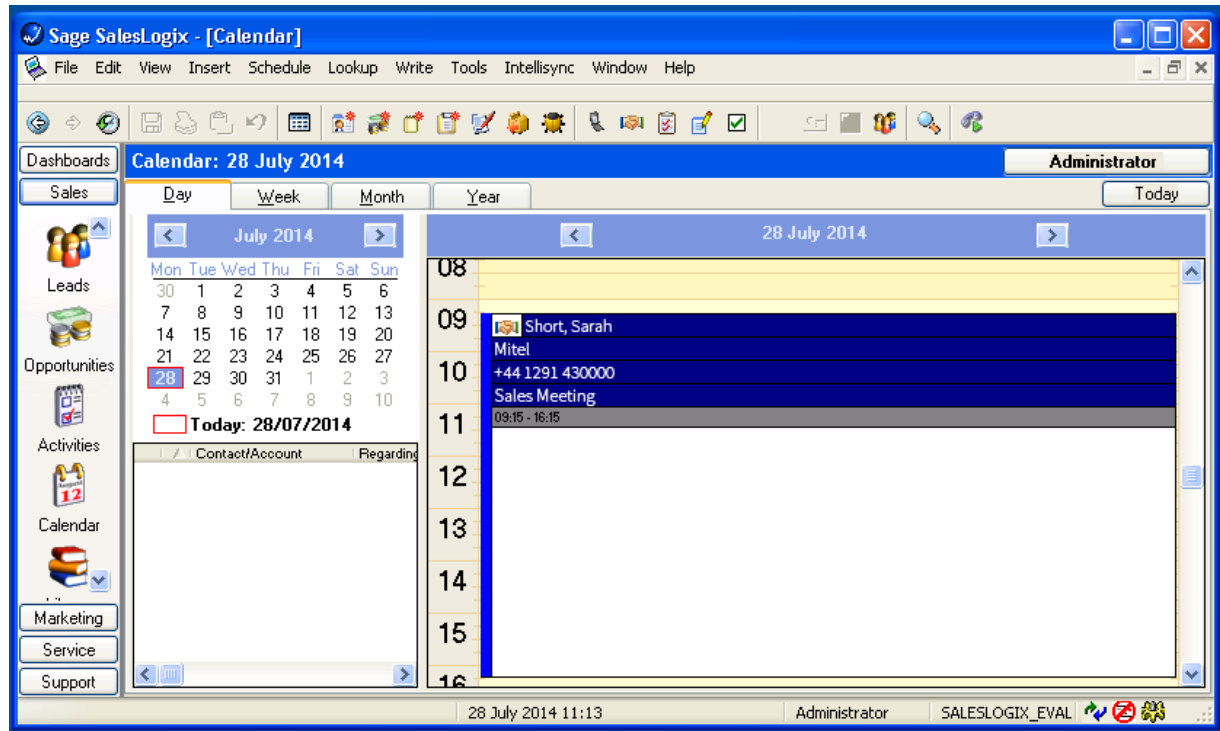 Sage SalesLogix - [Calendar]
File Edit View Insert Schedule Lookup Write Tools Intellisync Window Help
Dashboards
Sales
Leads
Opportunities
Activities
August
12
Calendar
Marketing
Service
Support
Calendar: 28 July 2014
Administrator
Day Week Month Year
Today
July 2014
Mon Tue Wed Thu Fri Sat Sun
30 1 2 3 4 5 6
7 8 9 10 11 12 13
14 15 16 17 18 19 20
21 22 23 24 25 26 27
28 29 30 31 1 2 3
4 5 6 7 8 9 10
Today: 28/07/2014
Contact/Account Regarding
28 July 2014
08
09
10
11
12
13
14
15
16
Short, Sarah
Mitel
+44 1291 430000
Sales Meeting
09:15 - 16:15
28 July 2014 11:13 Administrator SALESLOGIX_EVAL